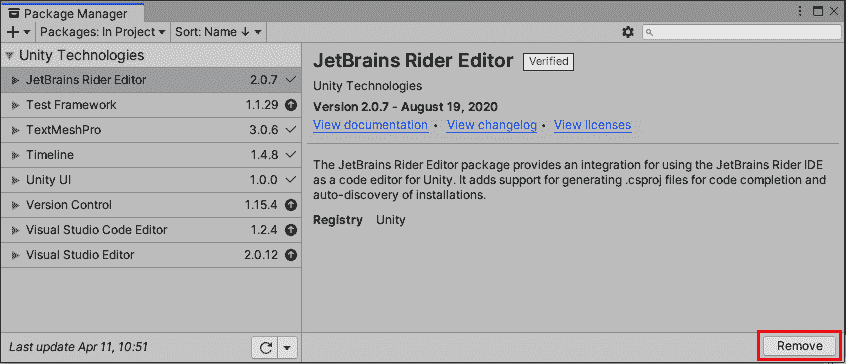 Package Manager
Packages: In Project Sort: Name ↓
Unity Technologies
JetBrains Rider Editor 2.0.7
Test Framework 1.1.29
TextMeshPro 3.0.6
Timeline 1.4.8
Unity UI 1.0.0
Version Control 1.15.4
Visual Studio Code Editor 1.2.4
Visual Studio Editor 2.0.12
Last update Apr 11, 10:51
JetBrains Rider Editor Verified
Unity Technologies
Version 2.0.7 - August 19, 2020
View documentation • View changelog • View licenses
The JetBrains Rider Editor package provides an integration for using the JetBrains Rider IDE
as a code editor for Unity. It adds support for generating .csproj files for code completion and
auto-discovery of installations.
Registry Unity
Remove